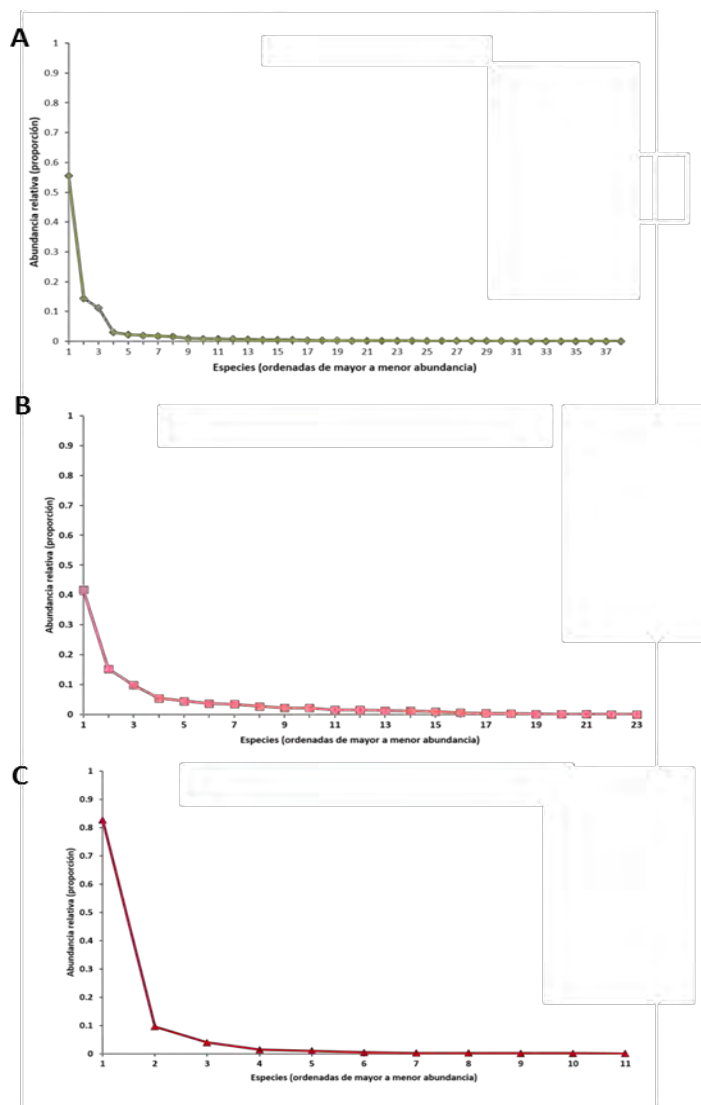 A
Abundancia relativa (proporción)
1
0.9
0.8
0.7
0.6
0.5
0.4
0.3
0.2
0.1
0
1 3 5 7 9 11 13 15 17 19 21 23 25 27 29 31 33 35 37
Especies (ordenadas de mayor a menor abundancia)
B
Abundancia relativa (proporción)
1
0.9
0.8
0.7
0.6
0.5
0.4
0.3
0.2
0.1
0
1 3 5 7 9 11 13 15 17 19 21 23
Especies (ordenadas de mayor a menor abundancia)
C
Abundancia relativa (proporción)
1
0.9
0.8
0.7
0.6
0.5
0.4
0.3
0.2
0.1
0
1 2 3 4 5 6 7 8 9 10 11
Especies (ordenadas de mayor a menor abundancia)